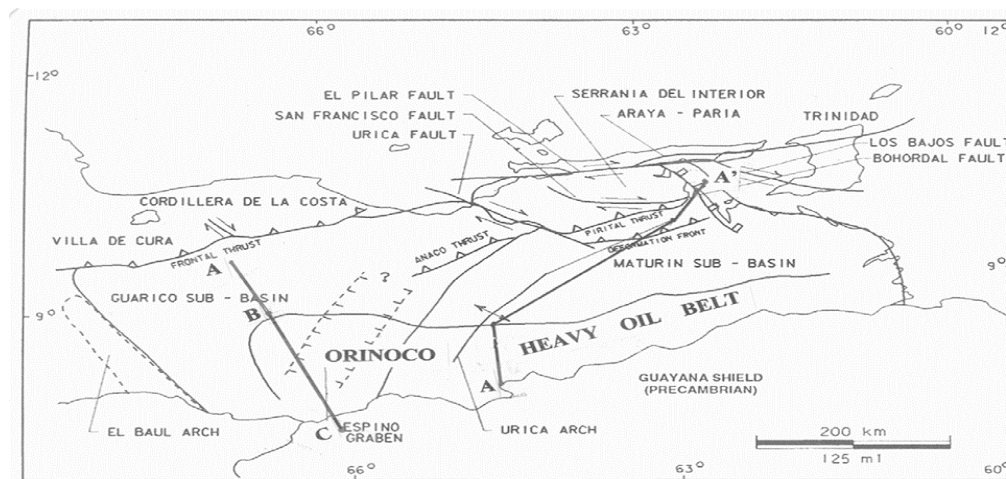 66° 63° 60° 12°
12°
EL PILAR FAULT
SERRANIA DEL INTERIOR
SAN FRANCISCO FAULT
ARAYA - PARIA
TRINIDAD
URICA FAULT
LOS BAJOS FAULT
BOHORDAL FAULT
A'
CORDILLERA DE LA COSTA
PIRITAL THRUST
VILLA DE CURA
FRONTAL THRUST
ANACO THRUST
DEFORMATION FRONT
A
MATURIN SUB - BASIN
9°
?
GUARICO SUB - BASIN
9°
B
HEAVY OIL BELT
ORINOCO
A
GUAYANA SHIELD
(PRECAMBRIAN)
EL BAUL ARCH
C
ESPINO
GRABEN
URICA ARCH
200 km
125 mi
66° 63° 60°